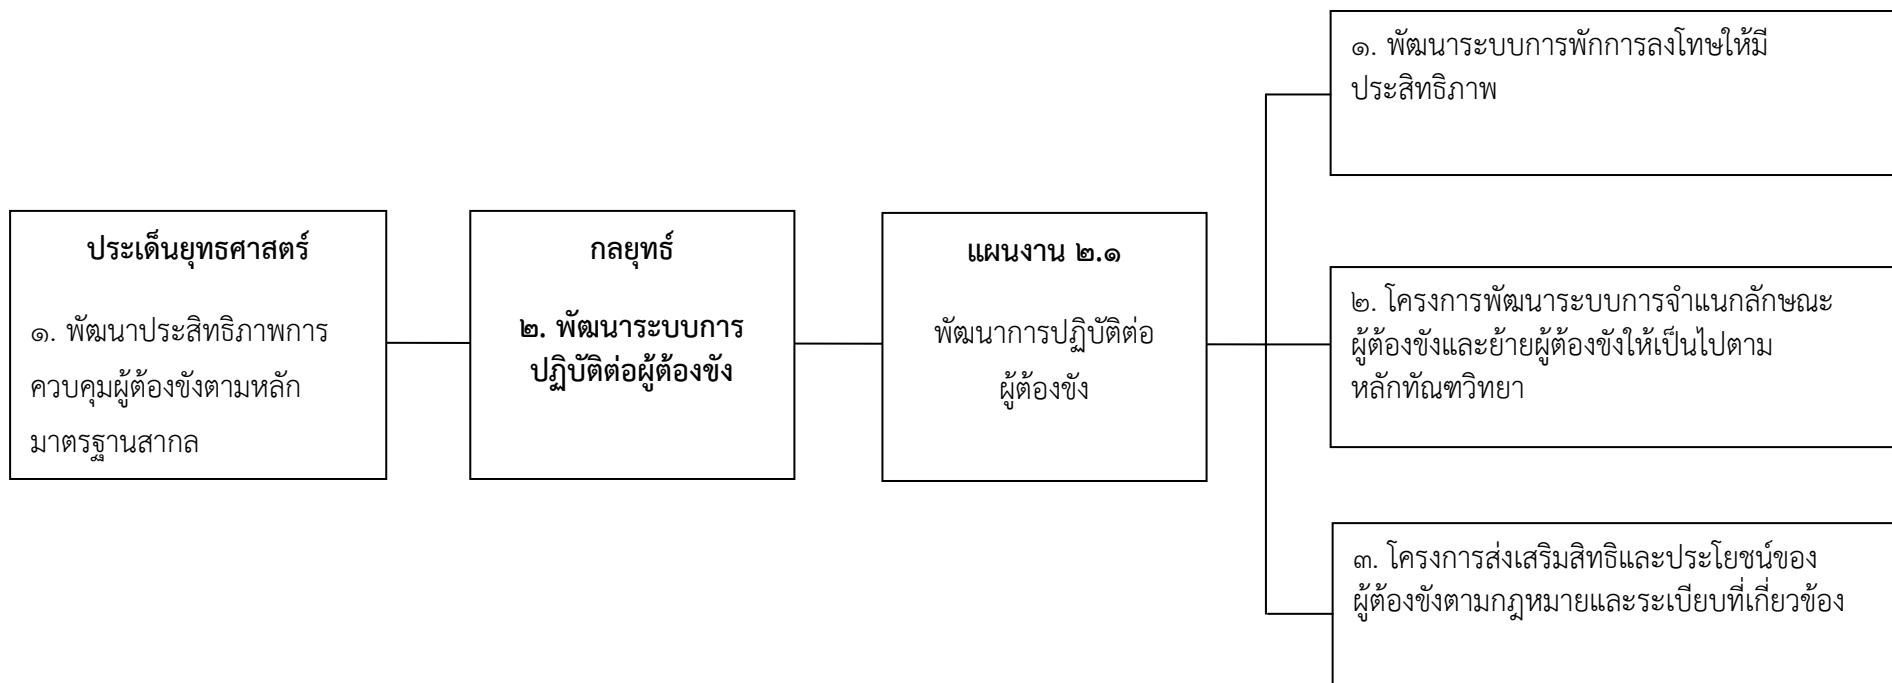 ประเด็นยุทธศาสตร์
๑. พัฒนาประสิทธิภาพการ
ควบคุมผู้ต้องขังตามหลัก
มาตรฐานสากล
กลยุทธ์
๒. พัฒนาระบบการ
ปฏิบัติต่อผู้ต้องขัง
แผนงาน ๒.๑
พัฒนาการปฏิบัติต่อ
ผู้ต้องขัง
๑. พัฒนาระบบการพักการลงโทษให้มี
ประสิทธิภาพ
๒. โครงการพัฒนาระบบการจำแนกลักษณะ
ผู้ต้องขังและย้ายผู้ต้องขังให้เป็นไปตาม
หลักทัณฑวิทยา
๓. โครงการส่งเสริมสิทธิและประโยชน์ของ
ผู้ต้องขังตามกฎหมายและระเบียบที่เกี่ยวข้อง